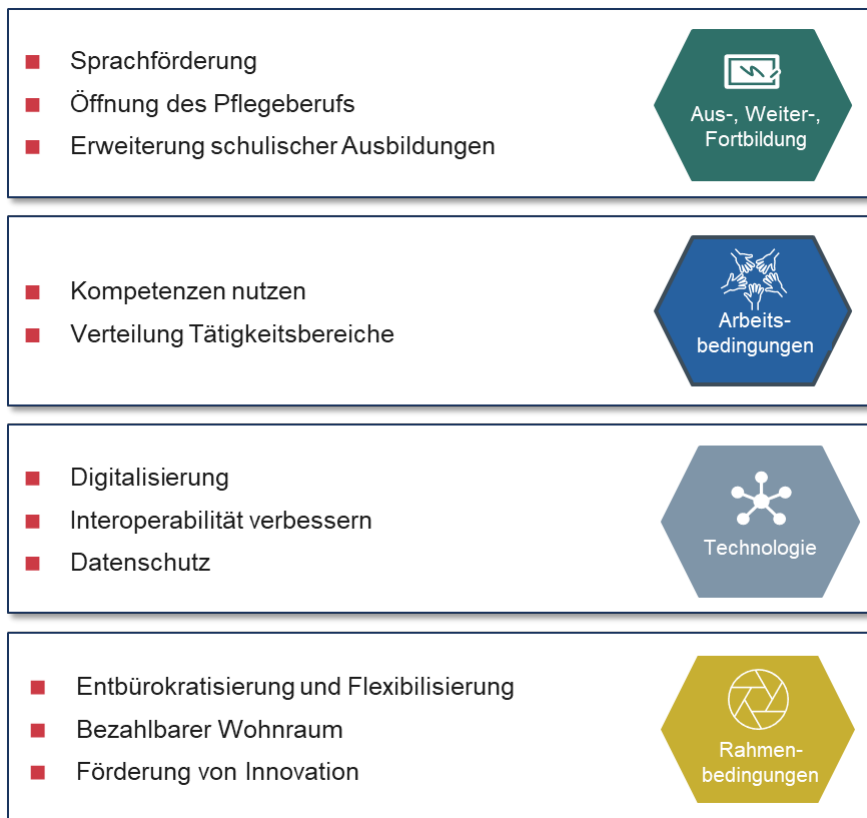 Sprachförderung
Öffnung des Pflegeberufs
Erweiterung schulischer Ausbildungen
Aus-, Weiter-,
Fortbildung
Kompetenzen nutzen
Verteilung Tätigkeitsbereiche
Arbeits-
bedingungen
Digitalisierung
Interoperabilität verbessern
Datenschutz
Technologie
Entbürokratisierung und Flexibilisierung
Bezahlbarer Wohnraum
Förderung von Innovation
Rahmen-
bedingungen